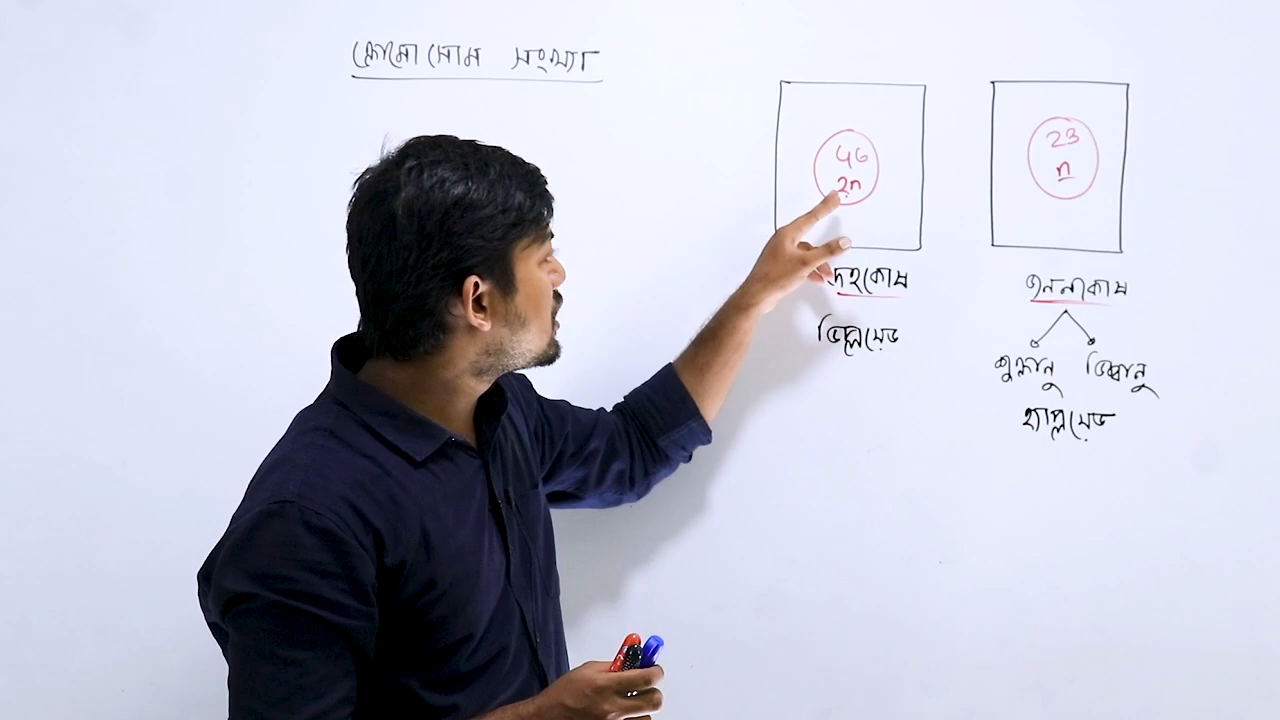 ক্রোমোসোম সংখ্যা
46
2n
দেহকোষ
ডিপ্লয়েড
23
n
জননকোষ
শুক্রানু ডিম্বানু
হ্যাপ্লয়েড